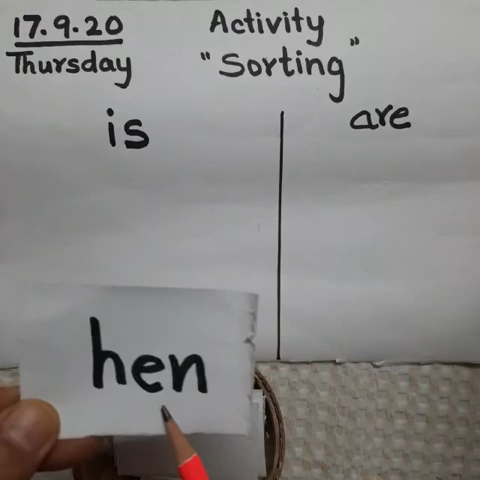 17.9.20
Thursday
Activity
"Sorting"
is
are
hen